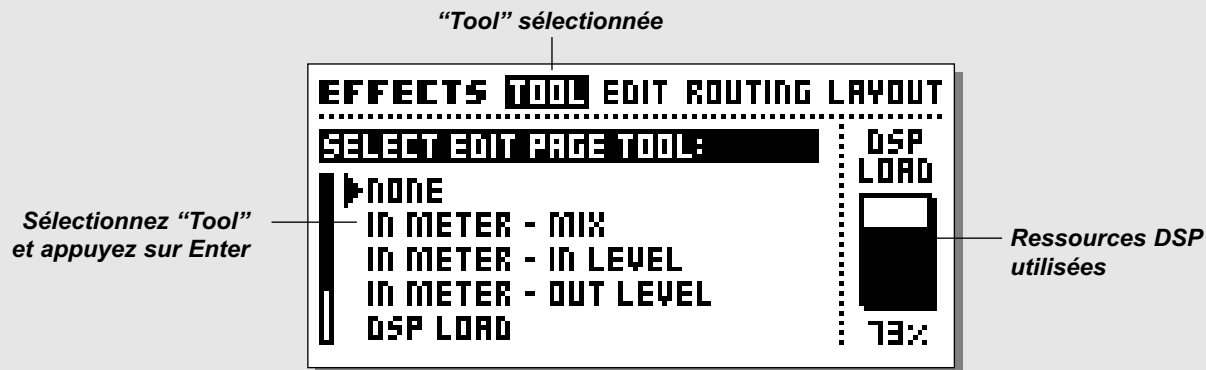 “Tool” sélectionnée
EFFECTS TOOL EDIT ROUTING LAYOUT
SELECT EDIT PAGE TOOL:
NONE
IN METER - MIX
IN METER - IN LEVEL
IN METER - OUT LEVEL
DSP LOAD
DSP
LOAD
73%
Sélectionnez “Tool”
et appuyez sur Enter
Ressources DSP
utilisées